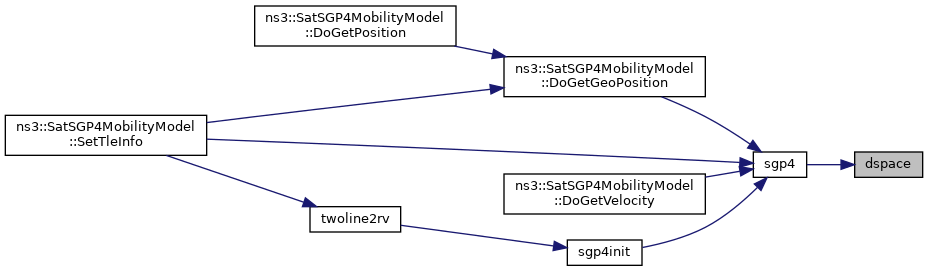 ns3::SatSGP4MobilityModel
::DoGetPosition
ns3::SatSGP4MobilityModel
::DoGetGeoPosition
ns3::SatSGP4MobilityModel
::SetTleInfo
sgp4
dspace
ns3::SatSGP4MobilityModel
::DoGetVelocity
twoline2rv
sgp4init